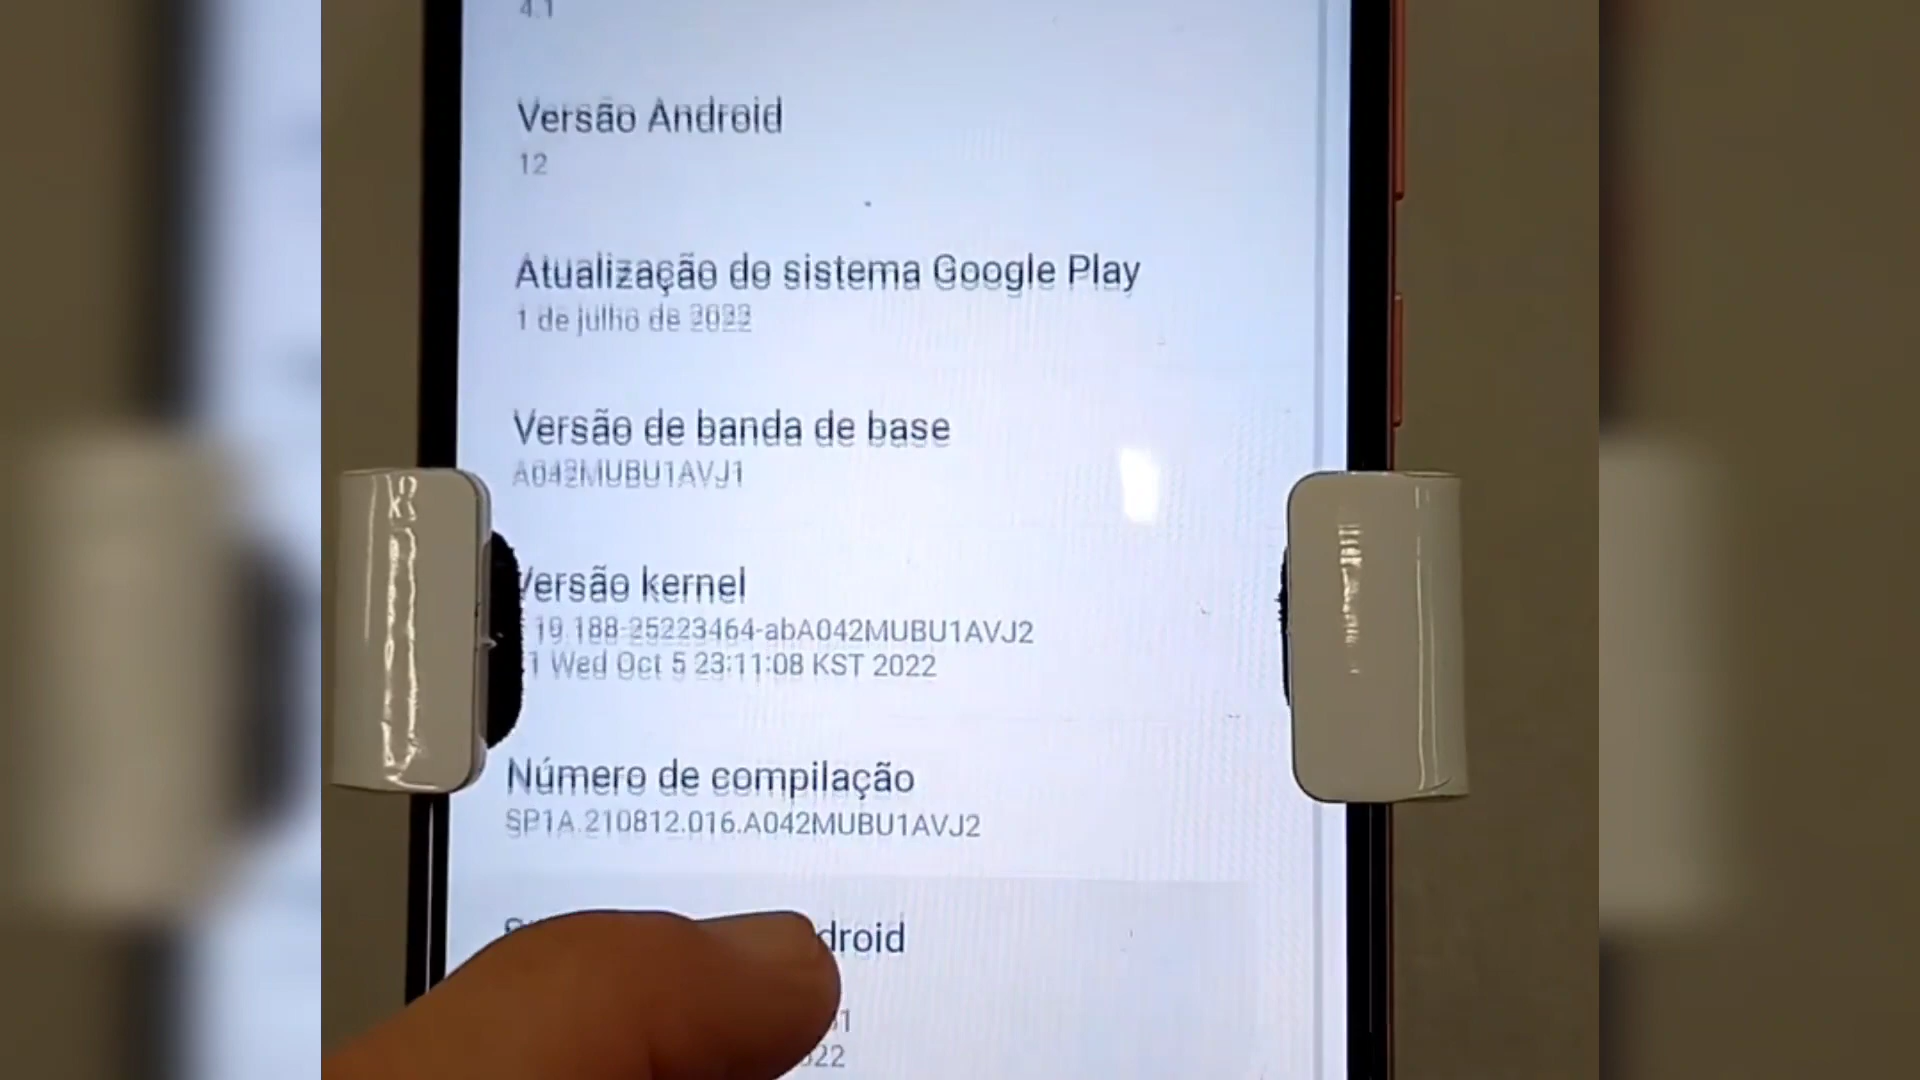 4.1
Versão Android
12
Atualização do sistema Google Play
1 de julho de 2022
Versão de banda de base
A042MUBU1AVJ1
Versão kernel
19.188-25223464-abA042MUBU1AVJ2
1 Wed Oct 5 23:11:08 KST 2022
Número de compilação
SP1A.210812.016.A042MUBU1AVJ2
droid